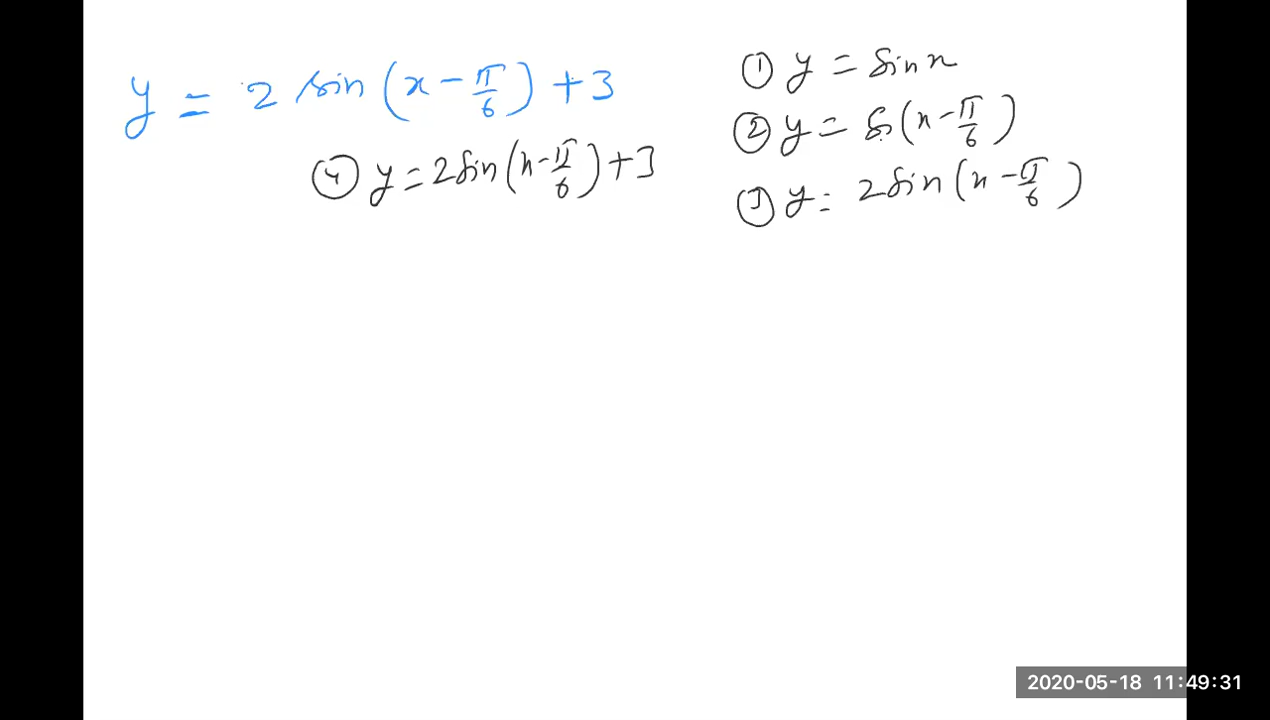 y = 2 sin (x - π/6) + 3
① y = sin x
② y = S(x - π/6)
③ y = 2 sin (x - π/6)
④ y = 2 sin (x - π/6) + 3
2020-05-18 11:49:31